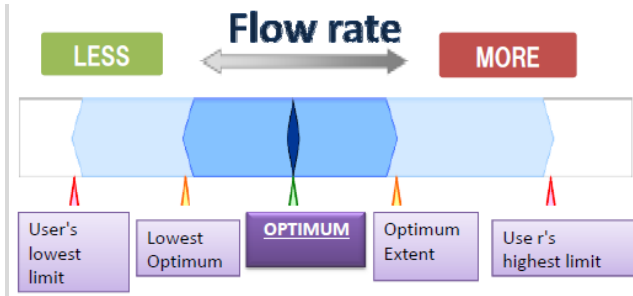 Flow rate
LESS
MORE
User's
lowest
limit
Lowest
Optimum
OPTIMUM
Optimum
Extent
Use r's
highest limit